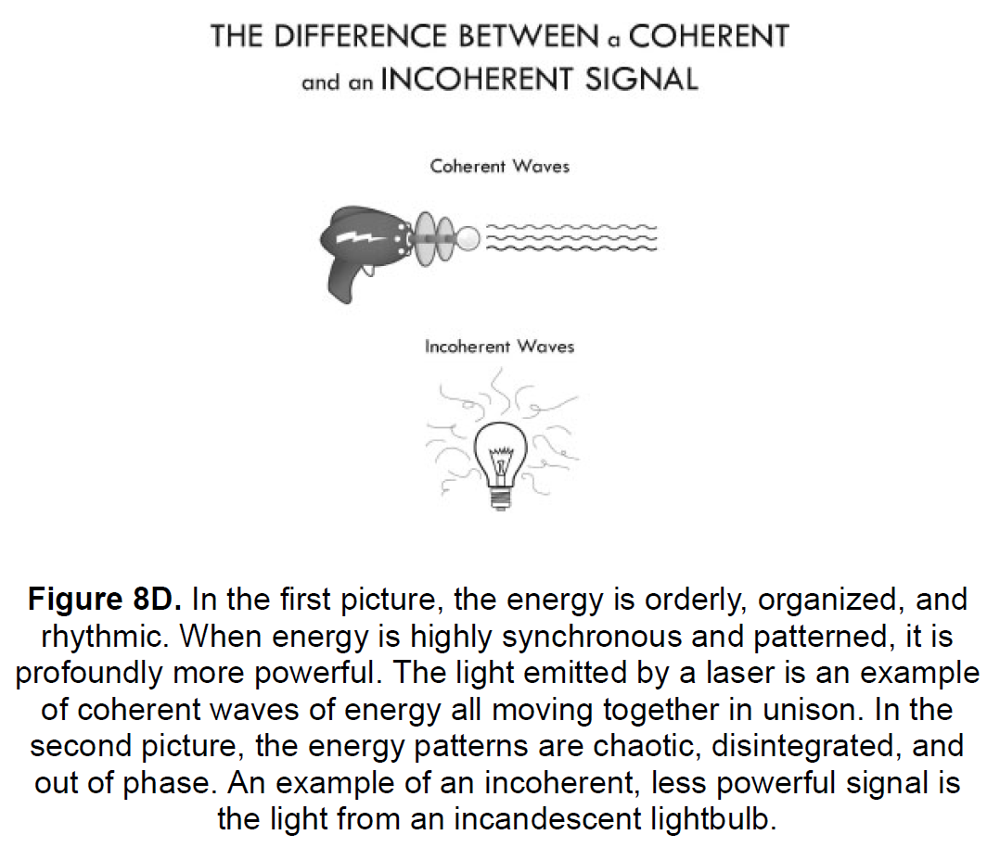 THE DIFFERENCE BETWEEN a COHERENT
and an INCOHERENT SIGNAL
Coherent Waves
Incoherent Waves
Figure 8D. In the first picture, the energy is orderly, organized, and
rhythmic. When energy is highly synchronous and patterned, it is
profoundly more powerful. The light emitted by a laser is an example
of coherent waves of energy all moving together in unison. In the
second picture, the energy patterns are chaotic, disintegrated, and
out of phase. An example of an incoherent, less powerful signal is
the light from an incandescent lightbulb.